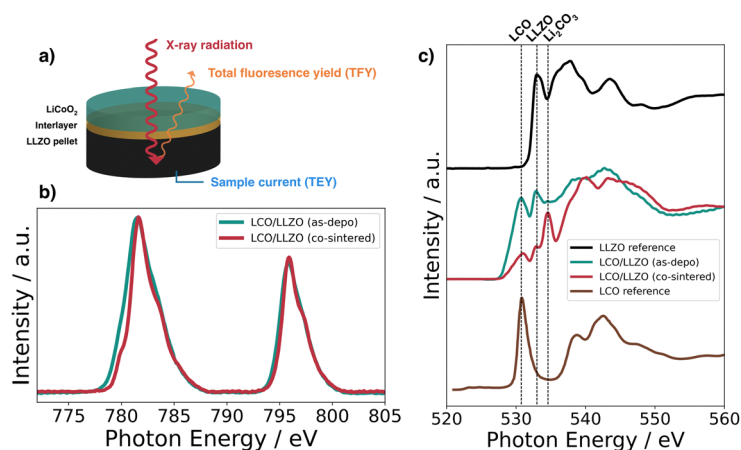 a)
X-ray radiation
Total fluoresence yield (TFY)
LiCoO₂
Interlayer
LLZO pellet
Sample current (TEY)
b)
Intensity / a.u.
LCO/LLZO (as-depo)
LCO/LLZO (co-sintered)
775 780 785 790 795 800 805
Photon Energy / eV
c)
LCO
LLZO
Li₂CO₃
Intensity / a.u.
LLZO reference
LCO/LLZO (as-depo)
LCO/LLZO (co-sintered)
LCO reference
520 530 540 550 560
Photon Energy / eV